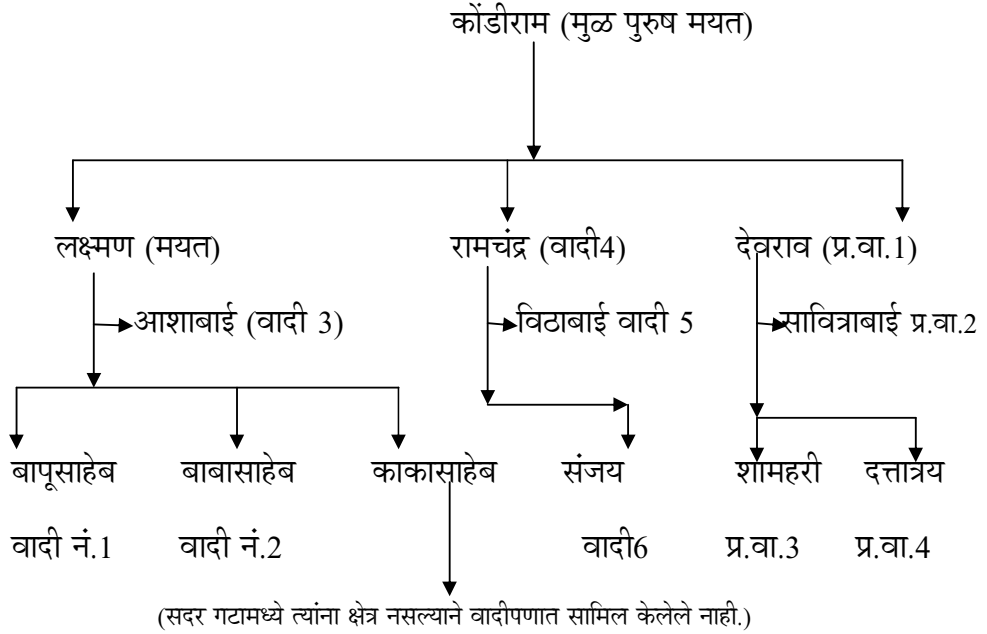 कोंडीराम (मुळ पुरुष मयत)
लक्ष्मण (मयत) रामचंद्र (वादी4) देवराव (प्र.वा.1)
आशाबाई (वादी 3) विठाबाई वादी 5 सावित्राबाई प्र.वा.2
बापूसाहेब बाबासाहेब काकासाहेब संजय शामहरी दत्तात्रय
वादी नं.1 वादी नं.2 वादी6 प्र.वा.3 प्र.वा.4
(सदर गटामध्ये त्यांना क्षेत्र नसल्याने वादीपणात सामिल केलेले नाही.)